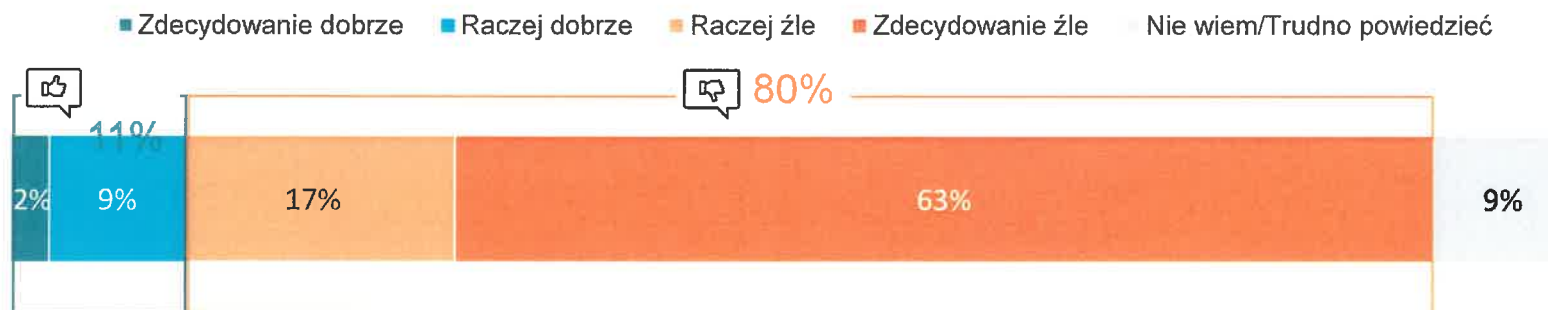 Zdecydowanie dobrze Raczej dobrze Raczej źle Zdecydowanie źle Nie wiem/Trudno powiedzieć
80%
11%
2% 9% 17% 63% 9%